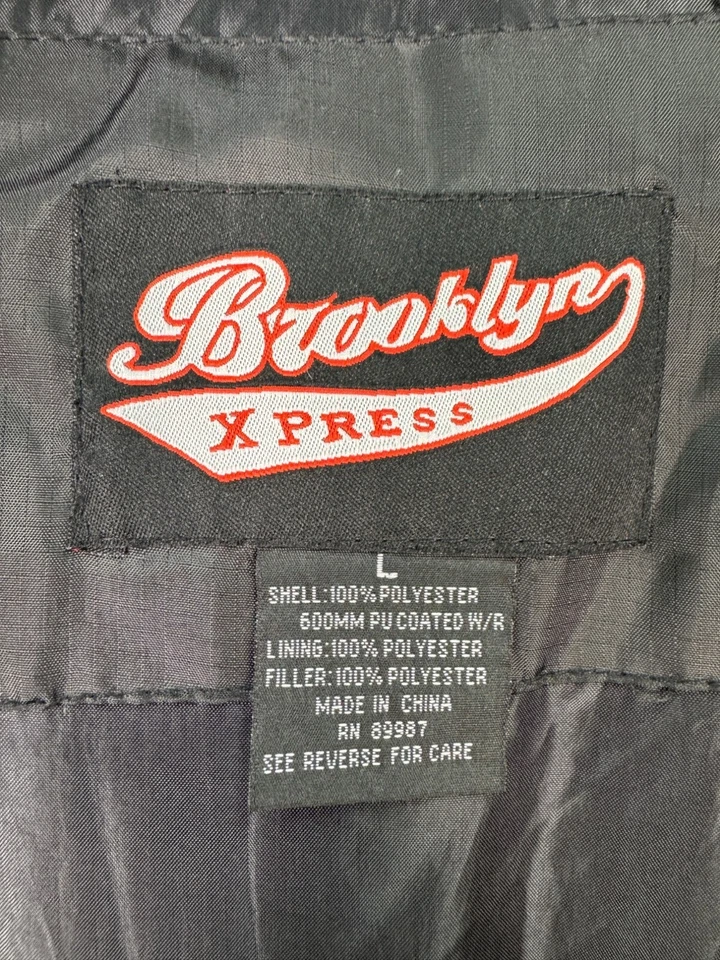 Brooklyn
XPRESS
L
SHELL:100% POLYESTER
600MM PU COATED W/R
LINING:100% POLYESTER
FILLER:100% POLYESTER
MADE IN CHINA
RN 89987
SEE REVERSE FOR CARE